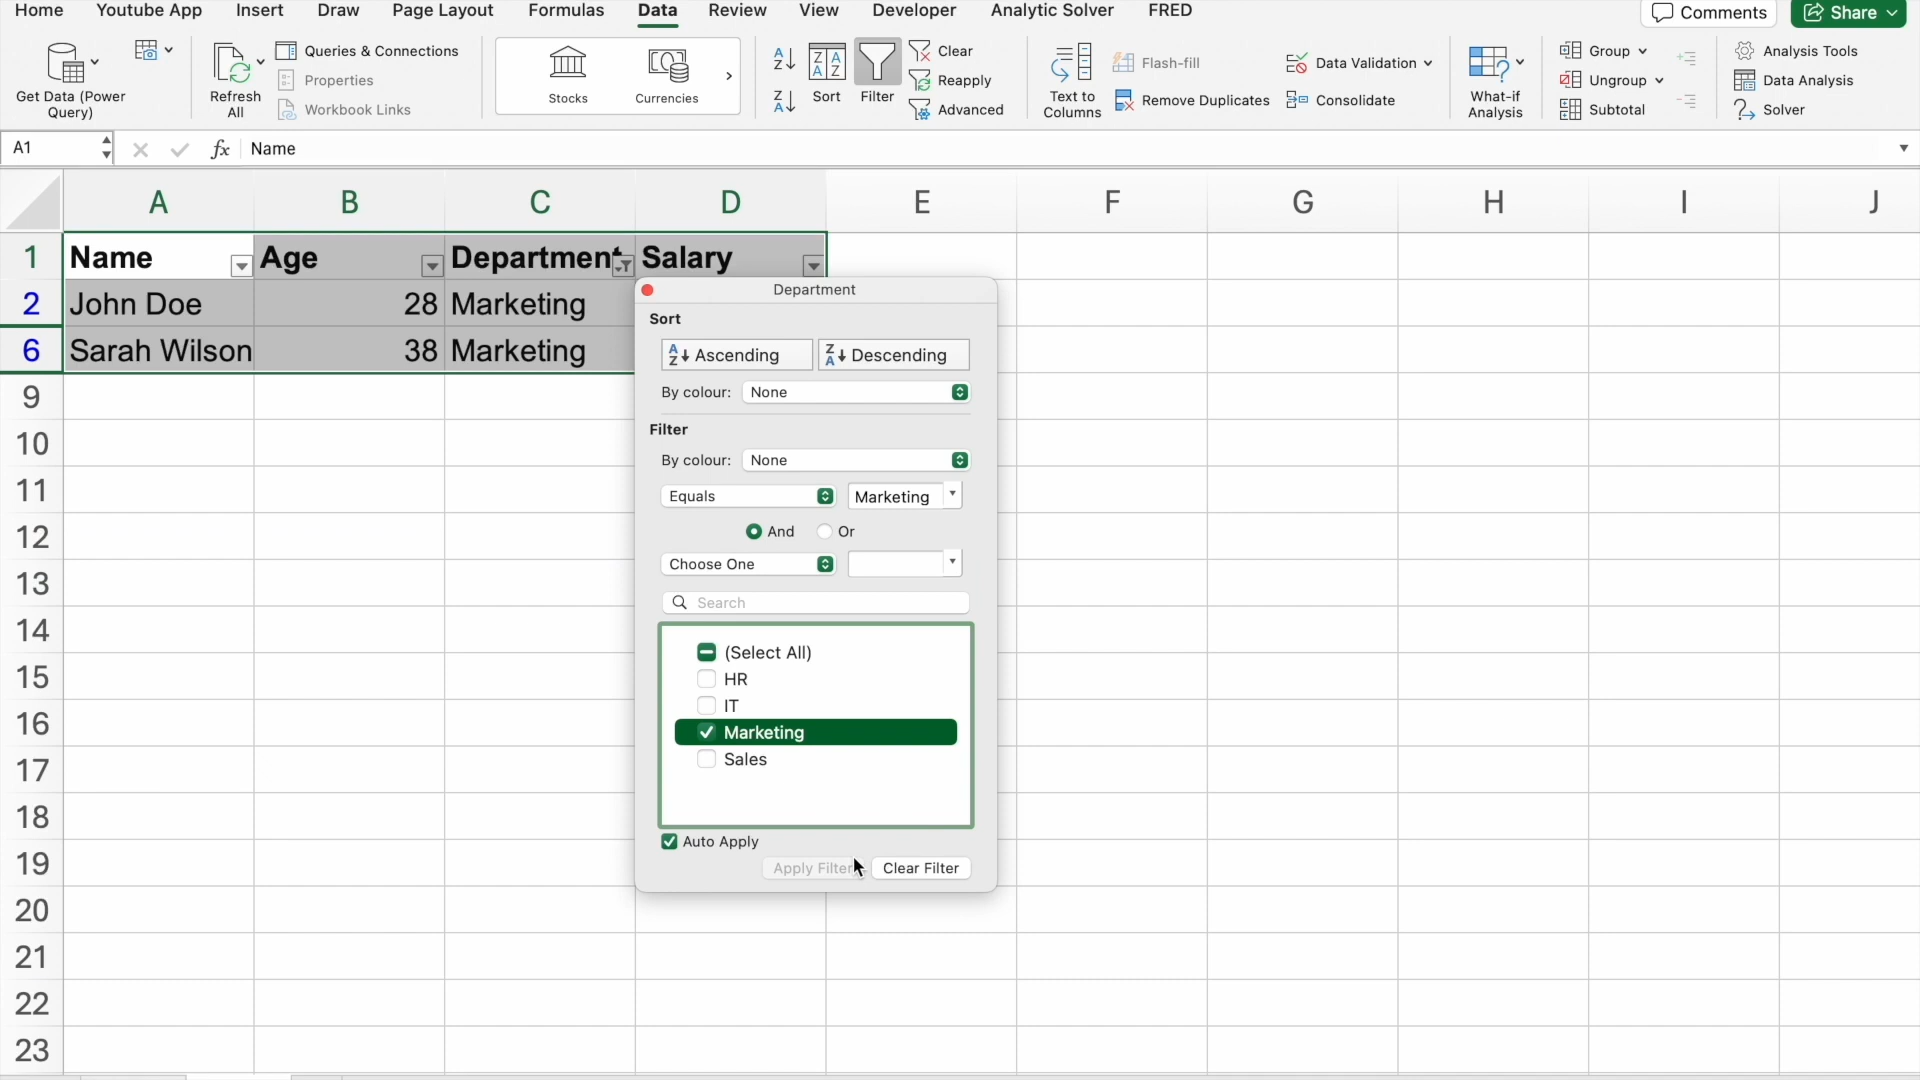 Home Youtube App Insert Draw Page Layout Formulas Data Review View Developer Analytic Solver FRED Comments Share
Get Data (Power Query)
Refresh All
Queries & Connections
Properties
Workbook Links
Stocks
Currencies
Sort
Filter
Clear
Reapply
Advanced
Text to Columns
Flash-fill
Remove Duplicates
Data Validation
Consolidate
What-if Analysis
Group
Ungroup
Subtotal
Analysis Tools
Data Analysis
Solver
A1 fx Name
A B C D E F G H I J
1 Name Age Department Salary
2 John Doe 28 Marketing
6 Sarah Wilson 38 Marketing
9
10
11
12
13
14
15
16
17
18
19
20
21
22
23
Department
Sort
Ascending Descending
By colour: None
Filter
By colour: None
Equals Marketing
And Or
Choose One
Search
(Select All)
HR
IT
Marketing
Sales
Auto Apply
Apply Filter Clear Filter